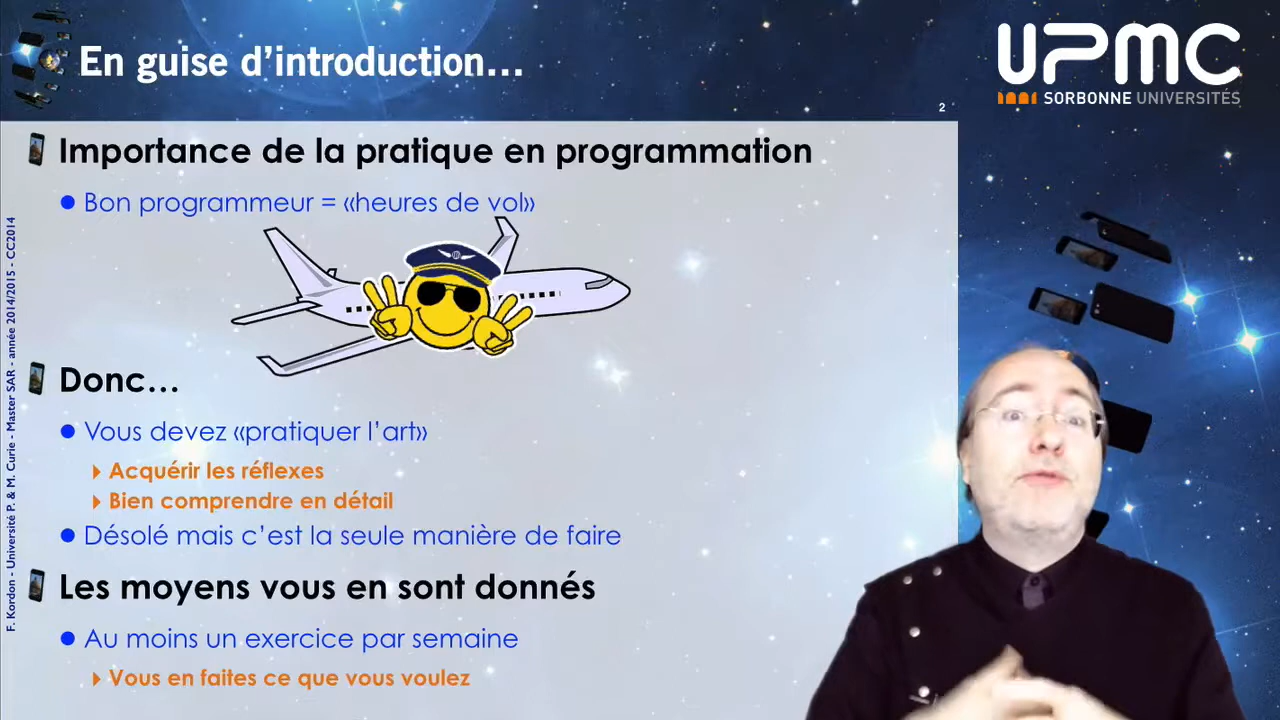 En guise d’introduction…
UPMC
SORBONNE UNIVERSITÉS
2
Importance de la pratique en programmation
Bon programmeur = «heures de vol»
Donc…
Vous devez «pratiquer l’art»
Acquérir les réflexes
Bien comprendre en détail
Désolé mais c’est la seule manière de faire
Les moyens vous en sont donnés
Au moins un exercice par semaine
Vous en faites ce que vous voulez
F. Kordon - Université P. & M. Curie - Master SAR - année 2014/2015 - CC2014